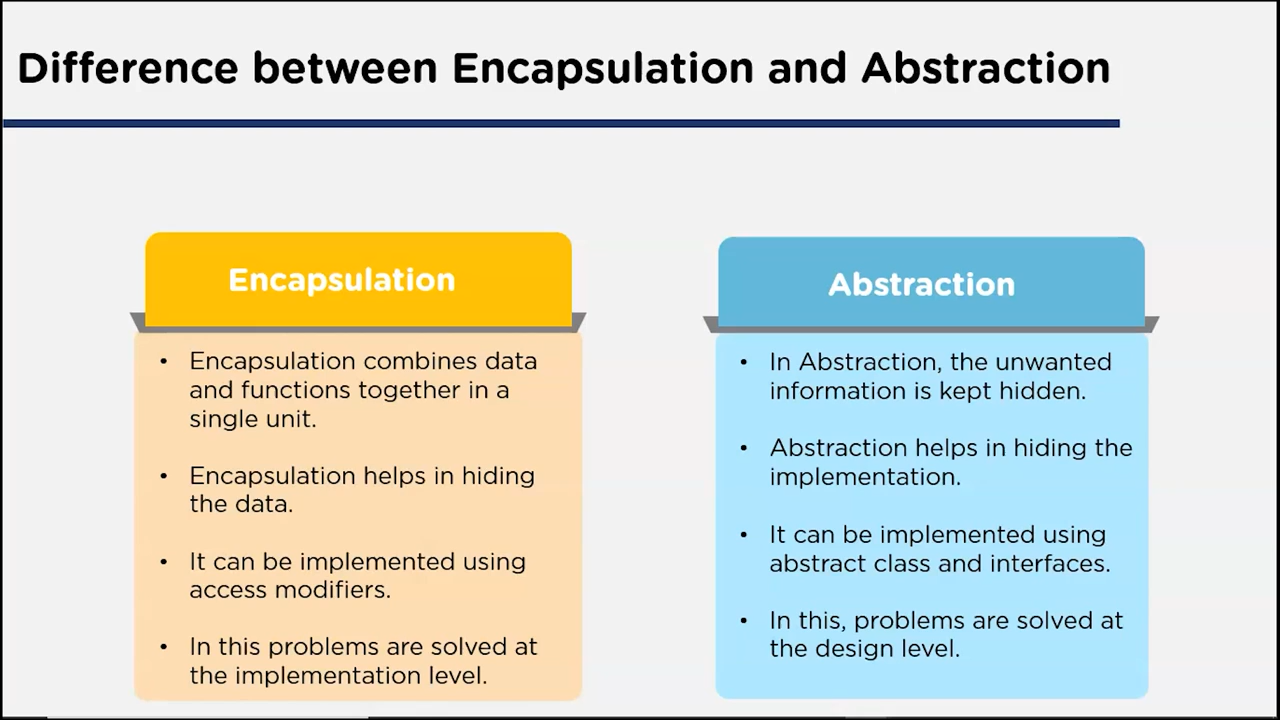 Difference between Encapsulation and Abstraction
Encapsulation
• Encapsulation combines data
and functions together in a
single unit.
• Encapsulation helps in hiding
the data.
• It can be implemented using
access modifiers.
• In this problems are solved at
the implementation level.
Abstraction
• In Abstraction, the unwanted
information is kept hidden.
• Abstraction helps in hiding the
implementation.
• It can be implemented using
abstract class and interfaces.
• In this, problems are solved at
the design level.